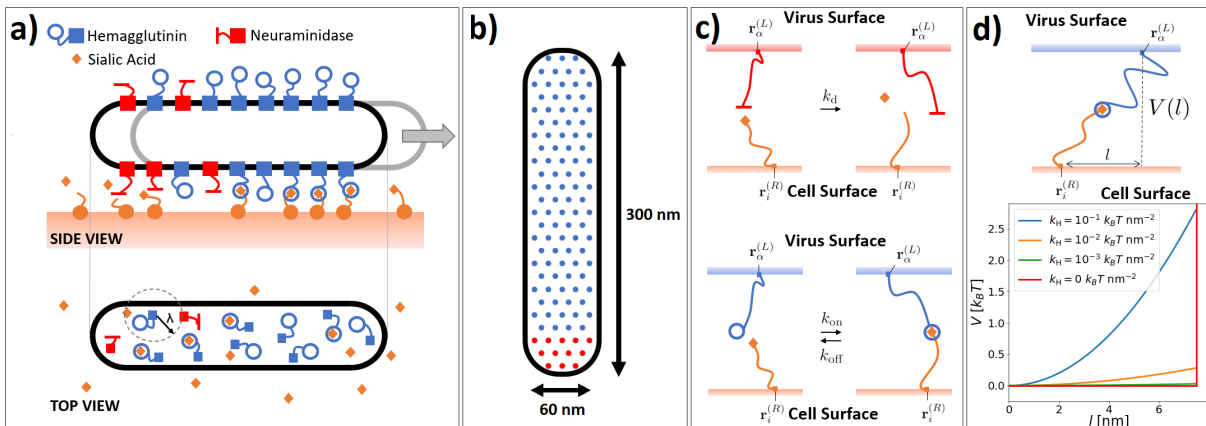 a)
Hemagglutinin
Neuraminidase
Sialic Acid
SIDE VIEW
λ
TOP VIEW
b)
300 nm
60 nm
c)
Virus Surface
r_α^(L)
r_α^(L)
k_d
r_i^(R)
Cell Surface
r_i^(R)
Virus Surface
r_α^(L)
r_α^(L)
k_on
k_off
r_i^(R)
Cell Surface
r_i^(R)
d)
Virus Surface
r_α^(L)
V(l)
l
r_i^(R)
Cell Surface
k_H = 10^-1 k_BT nm^-2
k_H = 10^-2 k_BT nm^-2
k_H = 10^-3 k_BT nm^-2
k_H = 0 k_BT nm^-2
V [k_BT]
2.5
2.0
1.5
1.0
0.5
0.0
0 2 4 6
l [nm]